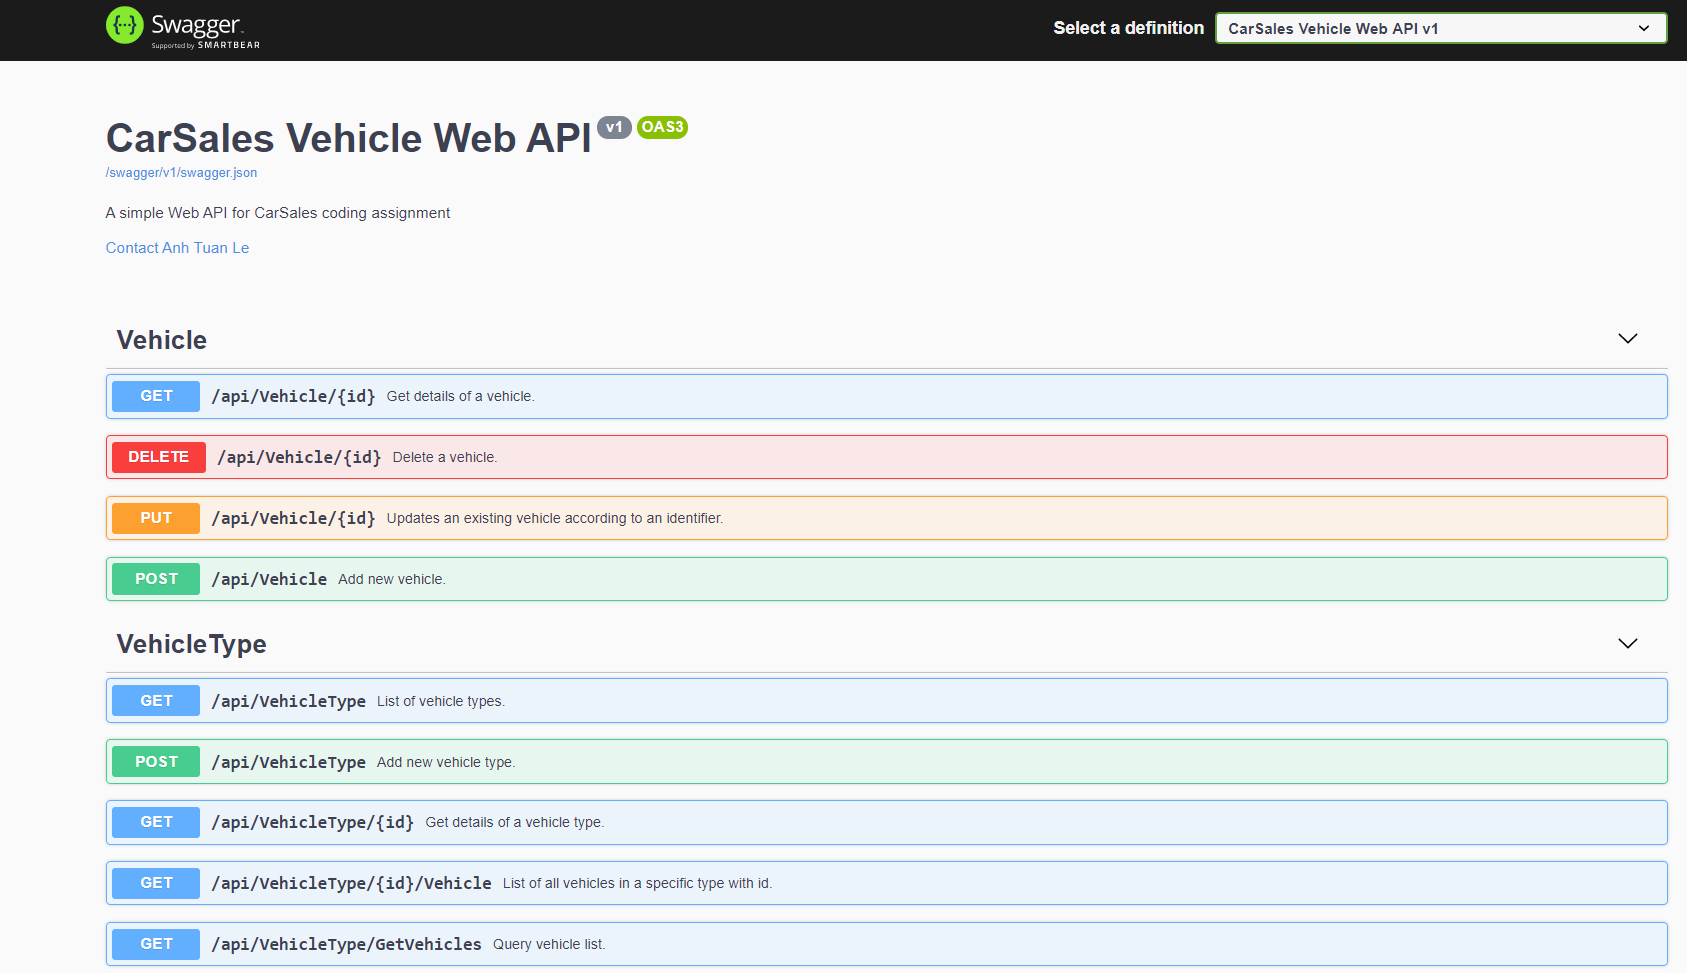 {···} Swagger.
Supported by SMARTBEAR
Select a definition
CarSales Vehicle Web API v1
CarSales Vehicle Web API v1 OAS3
/swagger/v1/swagger.json
A simple Web API for CarSales coding assignment
Contact Anh Tuan Le
Vehicle
GET /api/Vehicle/{id} Get details of a vehicle.
DELETE /api/Vehicle/{id} Delete a vehicle.
PUT /api/Vehicle/{id} Updates an existing vehicle according to an identifier.
POST /api/Vehicle Add new vehicle.
VehicleType
GET /api/VehicleType List of vehicle types.
POST /api/VehicleType Add new vehicle type.
GET /api/VehicleType/{id} Get details of a vehicle type.
GET /api/VehicleType/{id}/Vehicle List of all vehicles in a specific type with id.
GET /api/VehicleType/GetVehicles Query vehicle list.